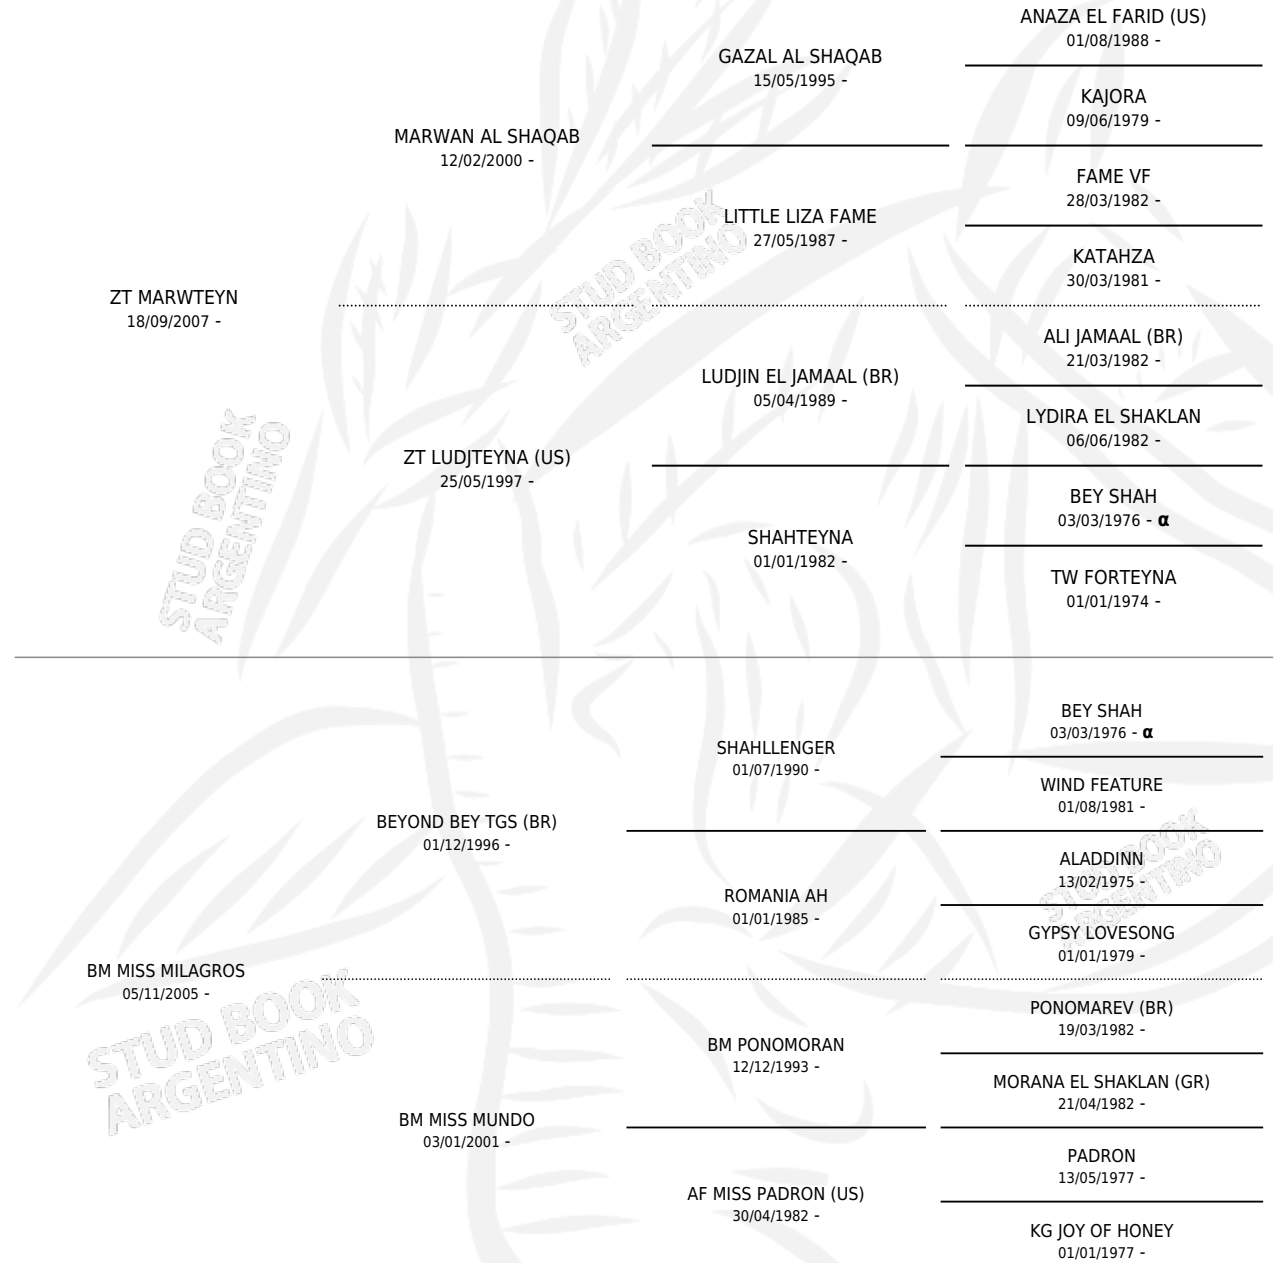 ANAZA EL FARID (US)
01/08/1988 -
GAZAL AL SHAQAB
15/05/1995 -
KAJORA
09/06/1979 -
MARWAN AL SHAQAB
12/02/2000 -
FAME VF
28/03/1982 -
LITTLE LIZA FAME
27/05/1987 -
KATAHZA
30/03/1981 -
ZT MARWTEYN
18/09/2007 -
ALI JAMAAL (BR)
21/03/1982 -
LUDJIN EL JAMAAL (BR)
05/04/1989 -
LYDIRA EL SHAKLAN
06/06/1982 -
ZT LUDJTEYNA (US)
25/05/1997 -
BEY SHAH
03/03/1976 - α
SHAHTEYNA
01/01/1982 -
TW FORTEYNA
01/01/1974 -
BEY SHAH
03/03/1976 - α
SHAHLLENGER
01/07/1990 -
WIND FEATURE
01/08/1981 -
BEYOND BEY TGS (BR)
01/12/1996 -
ALADDINN
13/02/1975 -
ROMANIA AH
01/01/1985 -
GYPSY LOVESONG
01/01/1979 -
BM MISS MILAGROS
05/11/2005 -
PONOMAREV (BR)
19/03/1982 -
BM PONOMORAN
12/12/1993 -
MORANA EL SHAKLAN (GR)
21/04/1982 -
BM MISS MUNDO
03/01/2001 -
PADRON
13/05/1977 -
AF MISS PADRON (US)
30/04/1982 -
KG JOY OF HONEY
01/01/1977 -
STUD BOOK
ARGENTINO
STUD BOOK
ARGENTINO
STUD BOOK
ARGENTINO
STUD BOOK
ARGENTINO